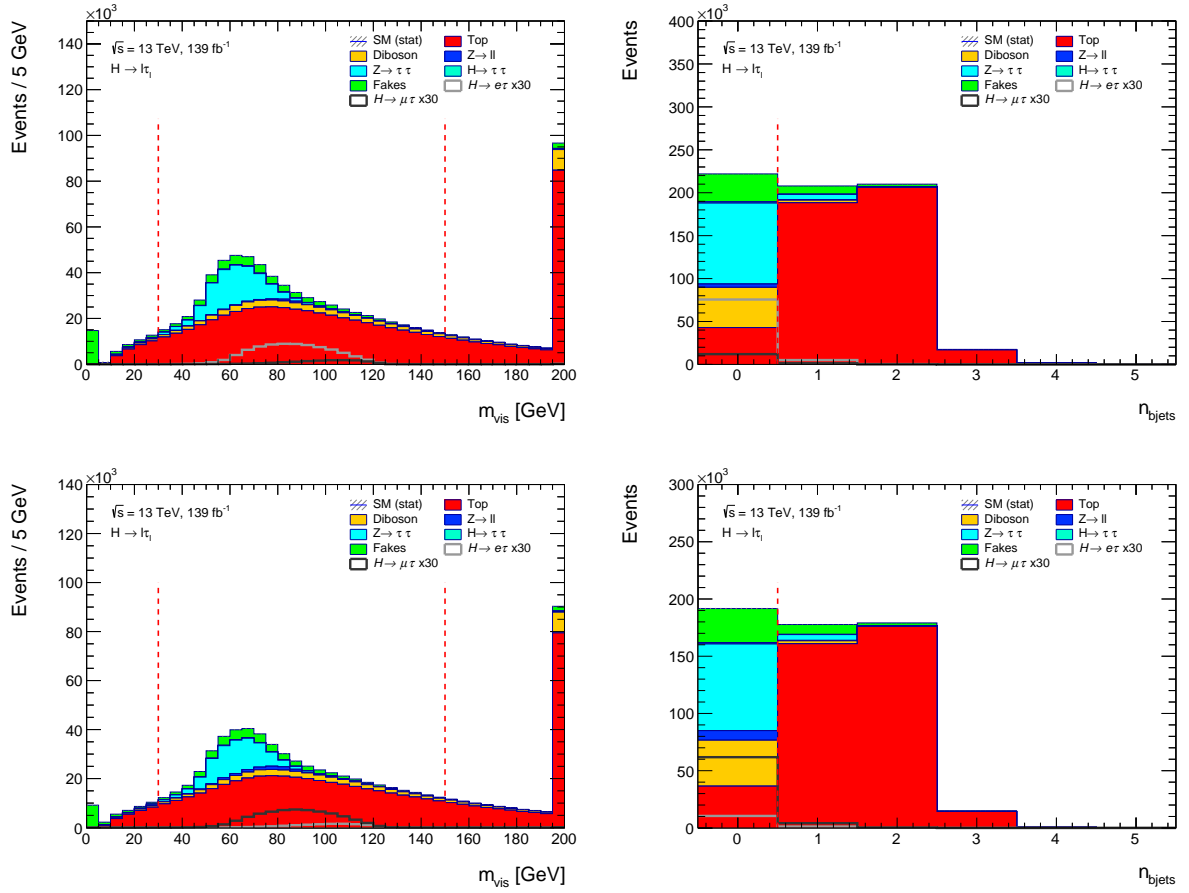 ×10³
Events / 5 GeV
140
120
100
80
60
40
20
0
√s = 13 TeV, 139 fb⁻¹
H → lτₗ
SM (stat)
Top
Diboson
Z→ ll
Z→ τ τ
H→ τ τ
Fakes
H→ eτ x30
H→ μτ x30
0 20 40 60 80 100 120 140 160 180 200
m_vis [GeV]
×10³
Events
400
350
300
250
200
150
100
50
0
√s = 13 TeV, 139 fb⁻¹
H → lτₗ
SM (stat)
Top
Diboson
Z→ ll
Z→ τ τ
H→ τ τ
Fakes
H→ eτ x30
H→ μτ x30
0 1 2 3 4 5
n_bjets
×10³
Events / 5 GeV
140
120
100
80
60
40
20
0
√s = 13 TeV, 139 fb⁻¹
H → lτₗ
SM (stat)
Top
Diboson
Z→ ll
Z→ τ τ
H→ τ τ
Fakes
H→ eτ x30
H→ μτ x30
0 20 40 60 80 100 120 140 160 180 200
m_vis [GeV]
×10³
Events
300
250
200
150
100
50
0
√s = 13 TeV, 139 fb⁻¹
H → lτₗ
SM (stat)
Top
Diboson
Z→ ll
Z→ τ τ
H→ τ τ
Fakes
H→ eτ x30
H→ μτ x30
0 1 2 3 4 5
n_bjets